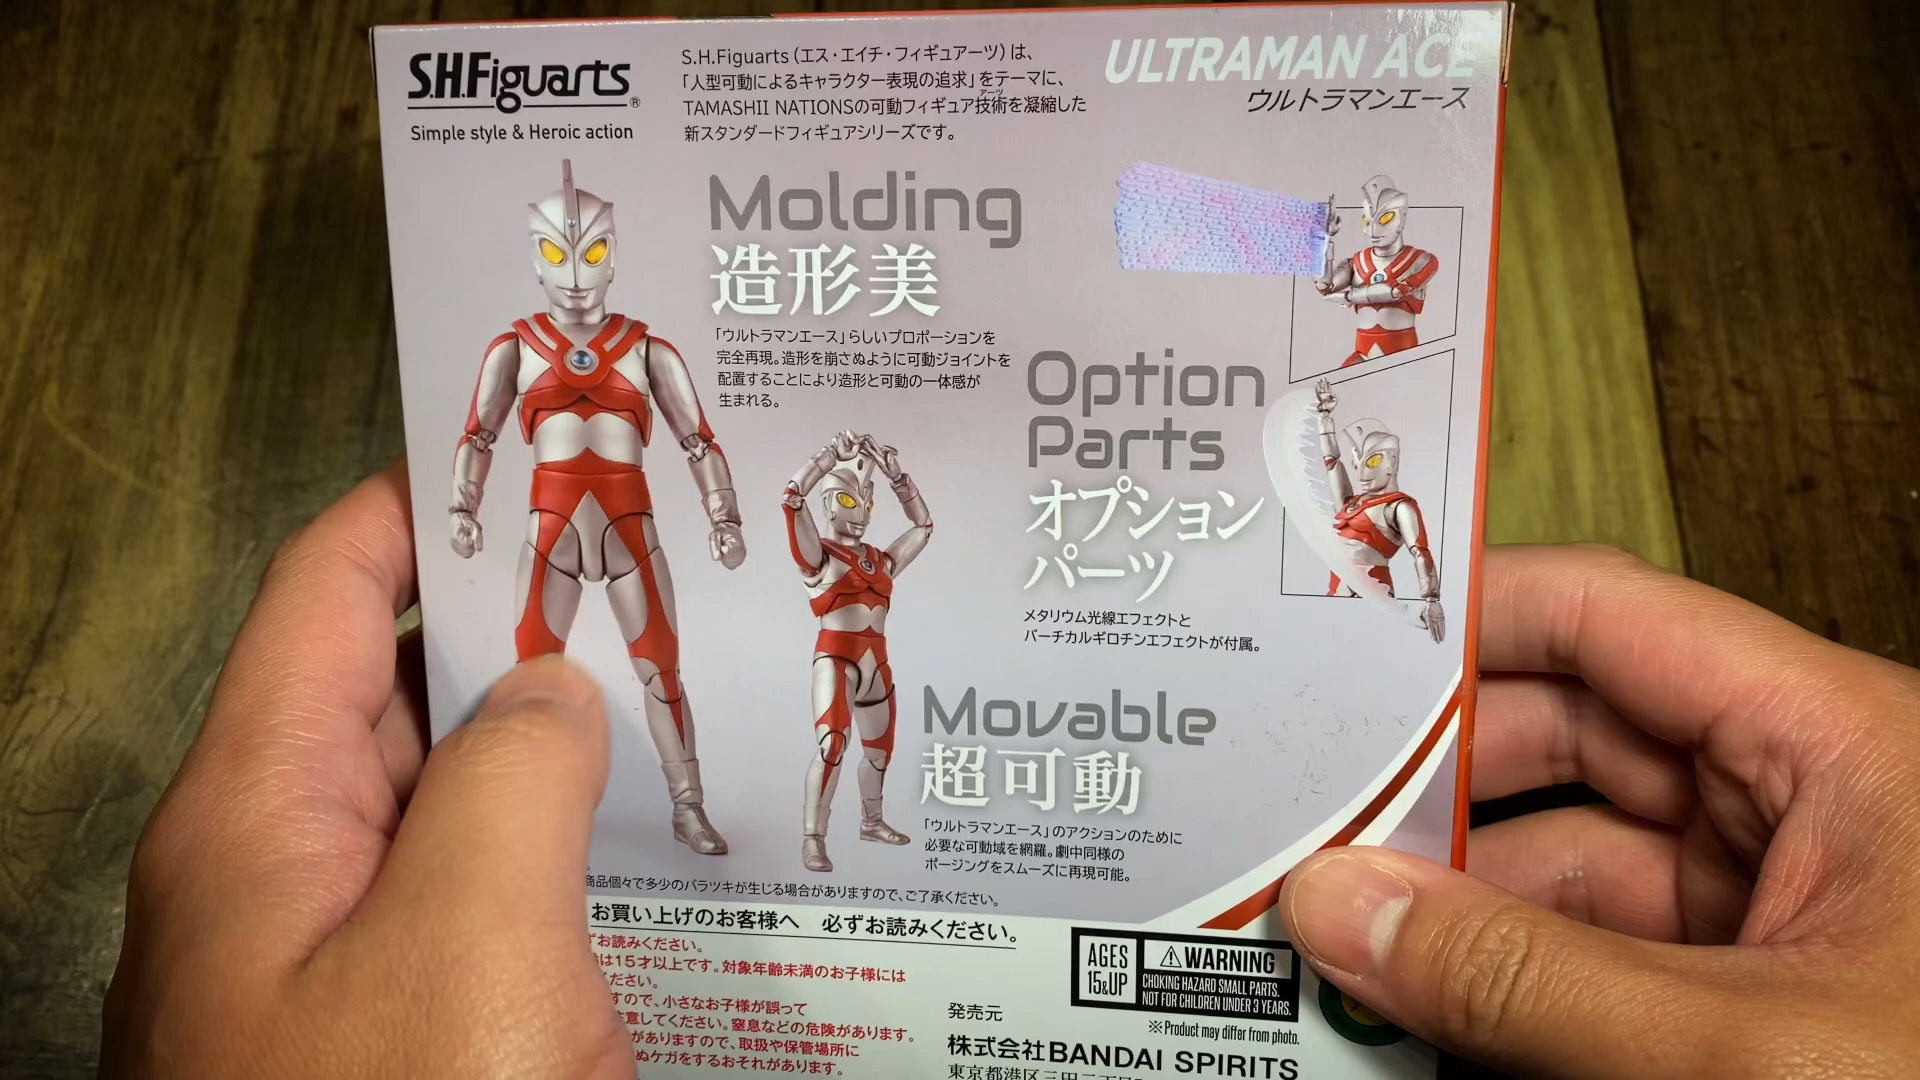 S.H.Figuarts®
Simple style & Heroic action
S.H.Figuarts(エス・エイチ・フィギュアーツ)は、
「人型可動によるキャラクター表現の追求」をテーマに、
アーツ
TAMASHII NATIONSの可動フィギュア技術を凝縮した
新スタンダードフィギュアシリーズです。
ULTRAMAN ACE
ウルトラマンエース
Molding
造形美
「ウルトラマンエース」らしいプロポーションを
完全再現。造形を崩さぬように可動ジョイントを
配置することにより造形と可動の一体感が
生まれる。
Option
Parts
オプション
パーツ
メタリウム光線エフェクトと
バーチカルギロチンエフェクトが付属。
Movable
超可動
「ウルトラマンエース」のアクションのために
必要な可動域を網羅。劇中同様の
ポージングをスムーズに再現可能。
商品個々で多少のバラツキが生じる場合がありますので、ご了承ください。
お買い上げのお客様へ 必ずお読みください。
ずお読みください。
は15才以上です。対象年齢未満のお子様には
ください。
すので、小さなお子様が誤って
意してください。窒息などの危険があります。
がありますので、取扱や保管場所に
ぬケガをするおそれがあります。
AGES
15&UP
⚠WARNING
CHOKING HAZARD SMALL PARTS.
NOT FOR CHILDREN UNDER 3 YEARS.
※Product may differ from photo.
発売元
株式会社BANDAI SPIRITS
東京都港区三田二丁目